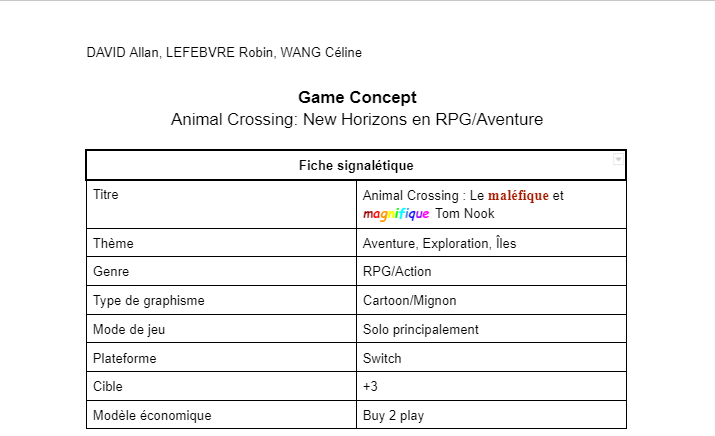 DAVID Allan, LEFEBVRE Robin, WANG Céline
Game Concept
Animal Crossing: New Horizons en RPG/Aventure
Fiche signalétique
Titre
Animal Crossing : Le maléfique et
magnifique Tom Nook
Thème
Aventure, Exploration, Îles
Genre
RPG/Action
Type de graphisme
Cartoon/Mignon
Mode de jeu
Solo principalement
Plateforme
Switch
Cible
+3
Modèle économique
Buy 2 play